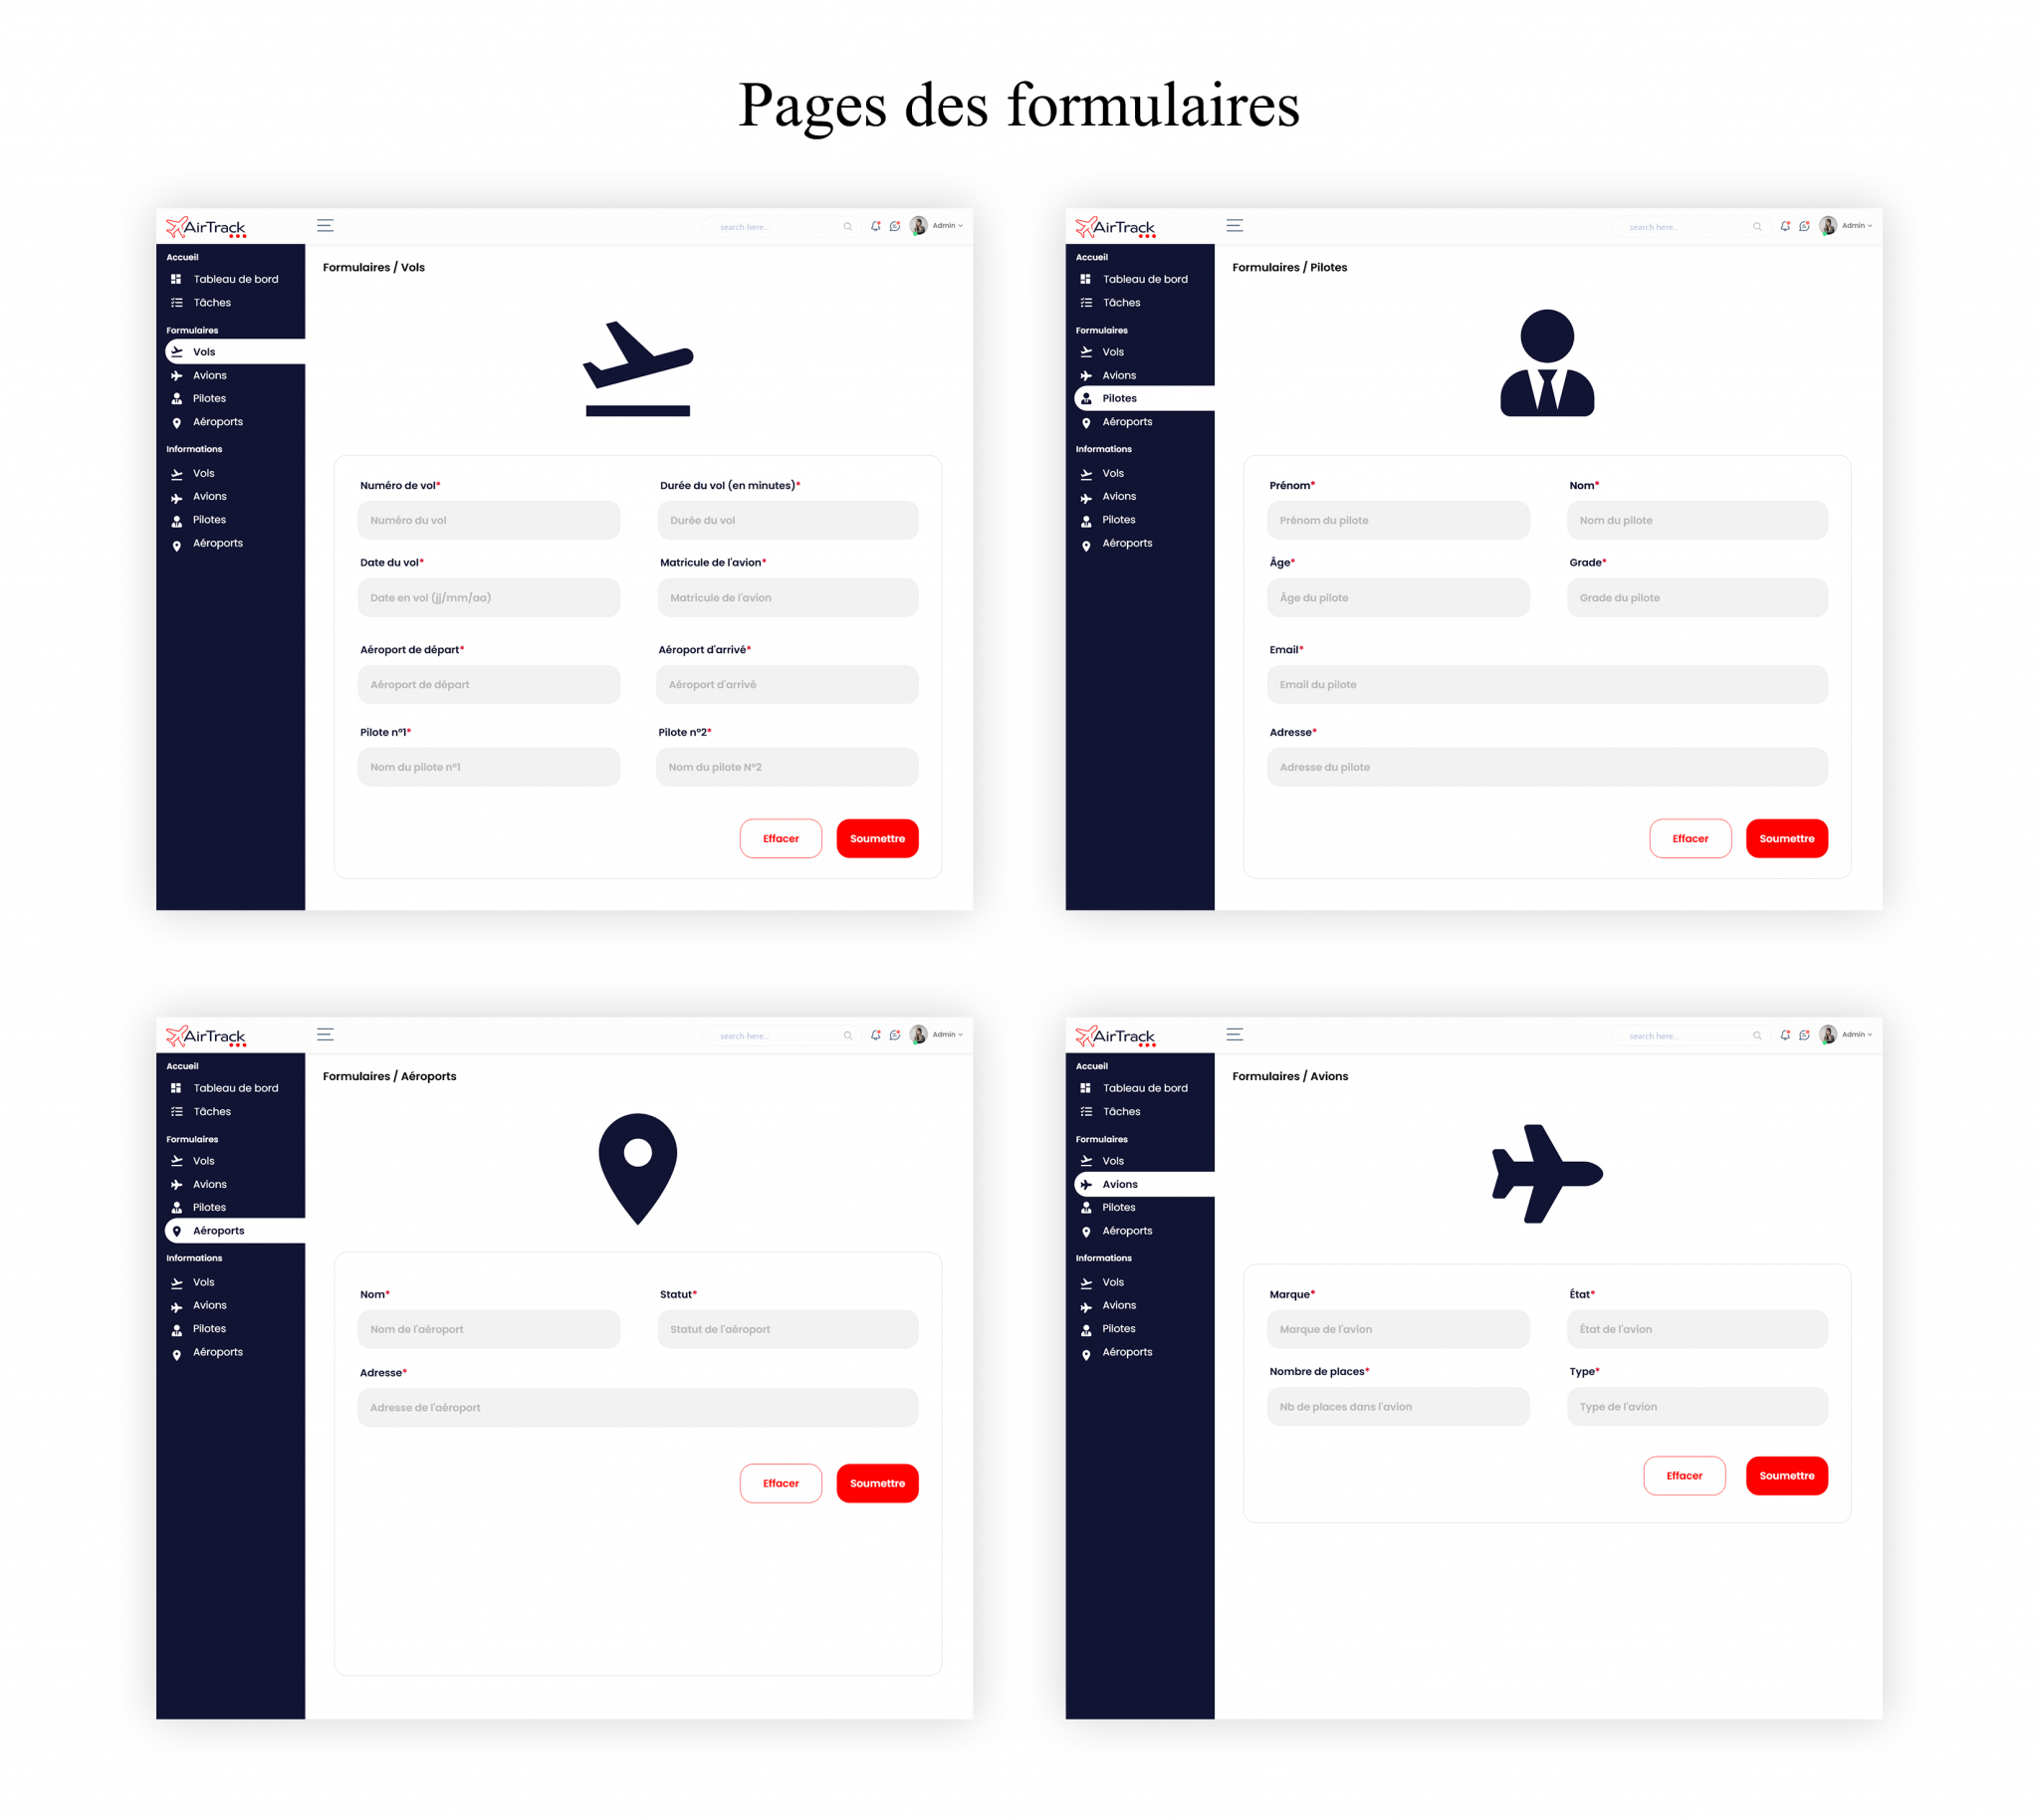 Pages des formulaires
AirTrack
search here...
Admin
Accueil
Tableau de bord
Tâches
Formulaires
Vols
Avions
Pilotes
Aéroports
Informations
Vols
Avions
Pilotes
Aéroports
Formulaires / Vols
Numéro de vol*
Durée du vol (en minutes)*
Numéro du vol
Durée du vol
Date du vol*
Matricule de l'avion*
Date en vol (jj/mm/aa)
Matricule de l'avion
Aéroport de départ*
Aéroport d'arrivé*
Aéroport de départ
Aéroport d'arrivé
Pilote n°1*
Pilote n°2*
Nom du pilote n°1
Nom du pilote N°2
Effacer
Soumettre
AirTrack
search here...
Admin
Accueil
Tableau de bord
Tâches
Formulaires
Vols
Avions
Pilotes
Aéroports
Informations
Vols
Avions
Pilotes
Aéroports
Formulaires / Pilotes
Prénom*
Nom*
Prénom du pilote
Nom du pilote
Âge*
Grade*
Âge du pilote
Grade du pilote
Email*
Email du pilote
Adresse*
Adresse du pilote
Effacer
Soumettre
AirTrack
search here...
Admin
Accueil
Tableau de bord
Tâches
Formulaires
Vols
Avions
Pilotes
Aéroports
Informations
Vols
Avions
Pilotes
Aéroports
Formulaires / Aéroports
Nom*
Statut*
Nom de l'aéroport
Statut de l'aéroport
Adresse*
Adresse de l'aéroport
Effacer
Soumettre
AirTrack
search here...
Admin
Accueil
Tableau de bord
Tâches
Formulaires
Vols
Avions
Pilotes
Aéroports
Informations
Vols
Avions
Pilotes
Aéroports
Formulaires / Avions
Marque*
État*
Marque de l'avion
État de l'avion
Nombre de places*
Type*
Nb de places dans l'avion
Type de l'avion
Effacer
Soumettre